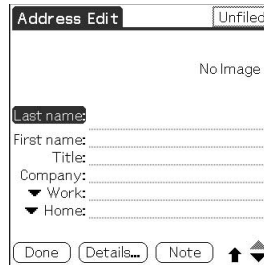 Address Edit Unfiled
No Image
Last name:
First name:
Title:
Company:
Work:
Home:
Done Details... Note